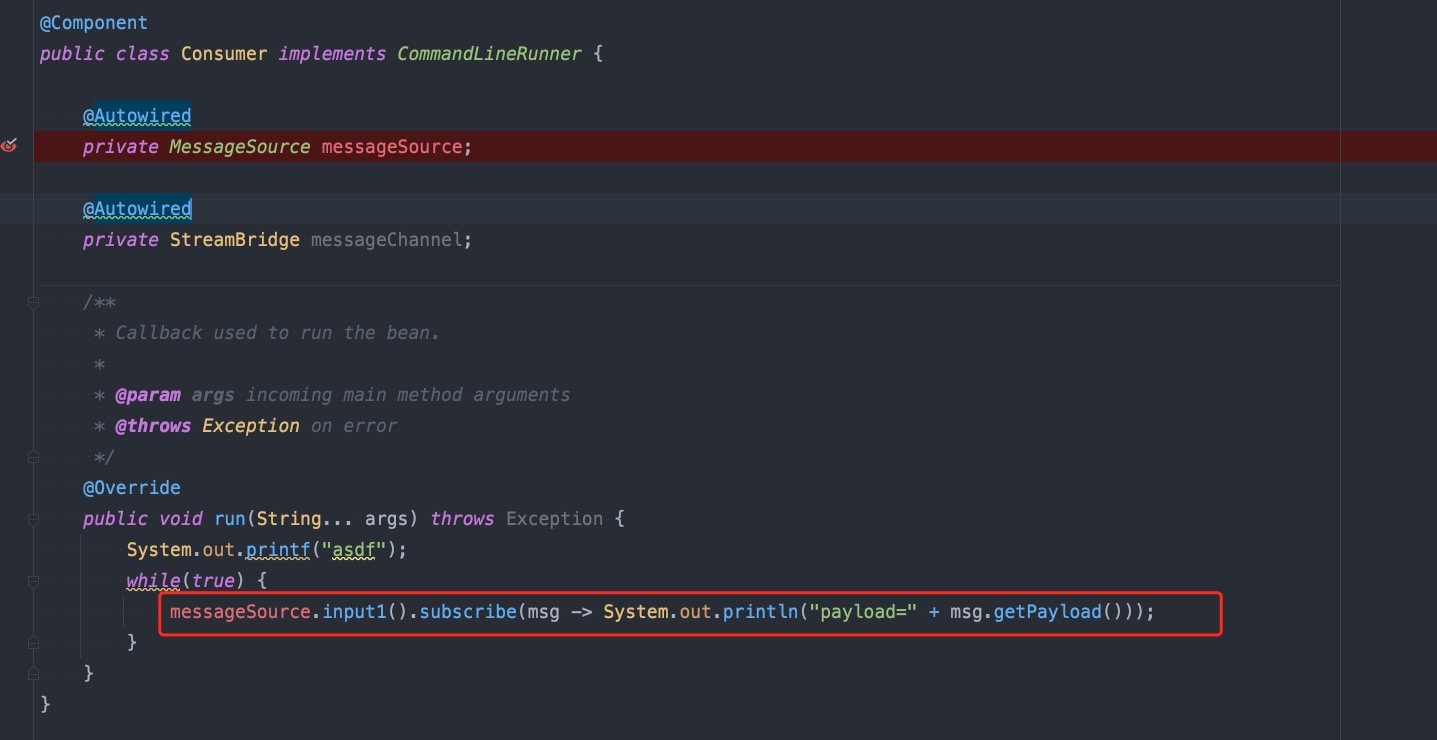 @Component
public class Consumer implements CommandLineRunner {
@Autowired
private MessageSource messageSource;
@Autowired
private StreamBridge messageChannel;
/**
* Callback used to run the bean.
*
* @param args incoming main method arguments
* @throws Exception on error
*/
@Override
public void run(String... args) throws Exception {
System.out.printf("asdf");
while(true) {
messageSource.input1().subscribe(msg -> System.out.println("payload=" + msg.getPayload()));
}
}
}